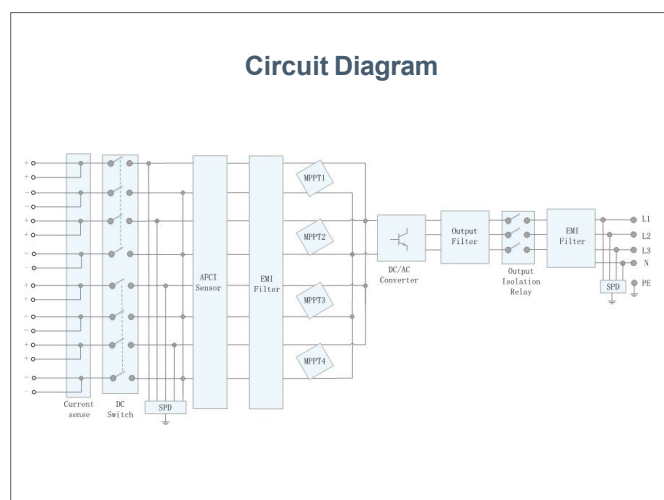 Circuit Diagram
+
+
-
-
+
+
-
-
+
+
-
-
+
+
-
-
Current
sense
DC
Switch
SPD
AFCI
Sensor
EMI
Filter
MPPT1
MPPT2
MPPT3
MPPT4
DC/AC
Converter
Output
Filter
Output
Isolation
Relay
EMI
Filter
L1
L2
L3
N
SPD
PE